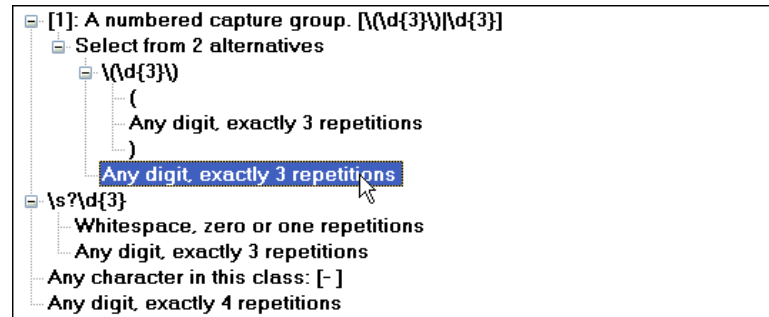 [1]: A numbered capture group. [\(\d{3}\)|\d{3}]
Select from 2 alternatives
\(\d{3}\)
(
Any digit, exactly 3 repetitions
)
Any digit, exactly 3 repetitions
\s?\d{3}
Whitespace, zero or one repetitions
Any digit, exactly 3 repetitions
Any character in this class: [- ]
Any digit, exactly 4 repetitions